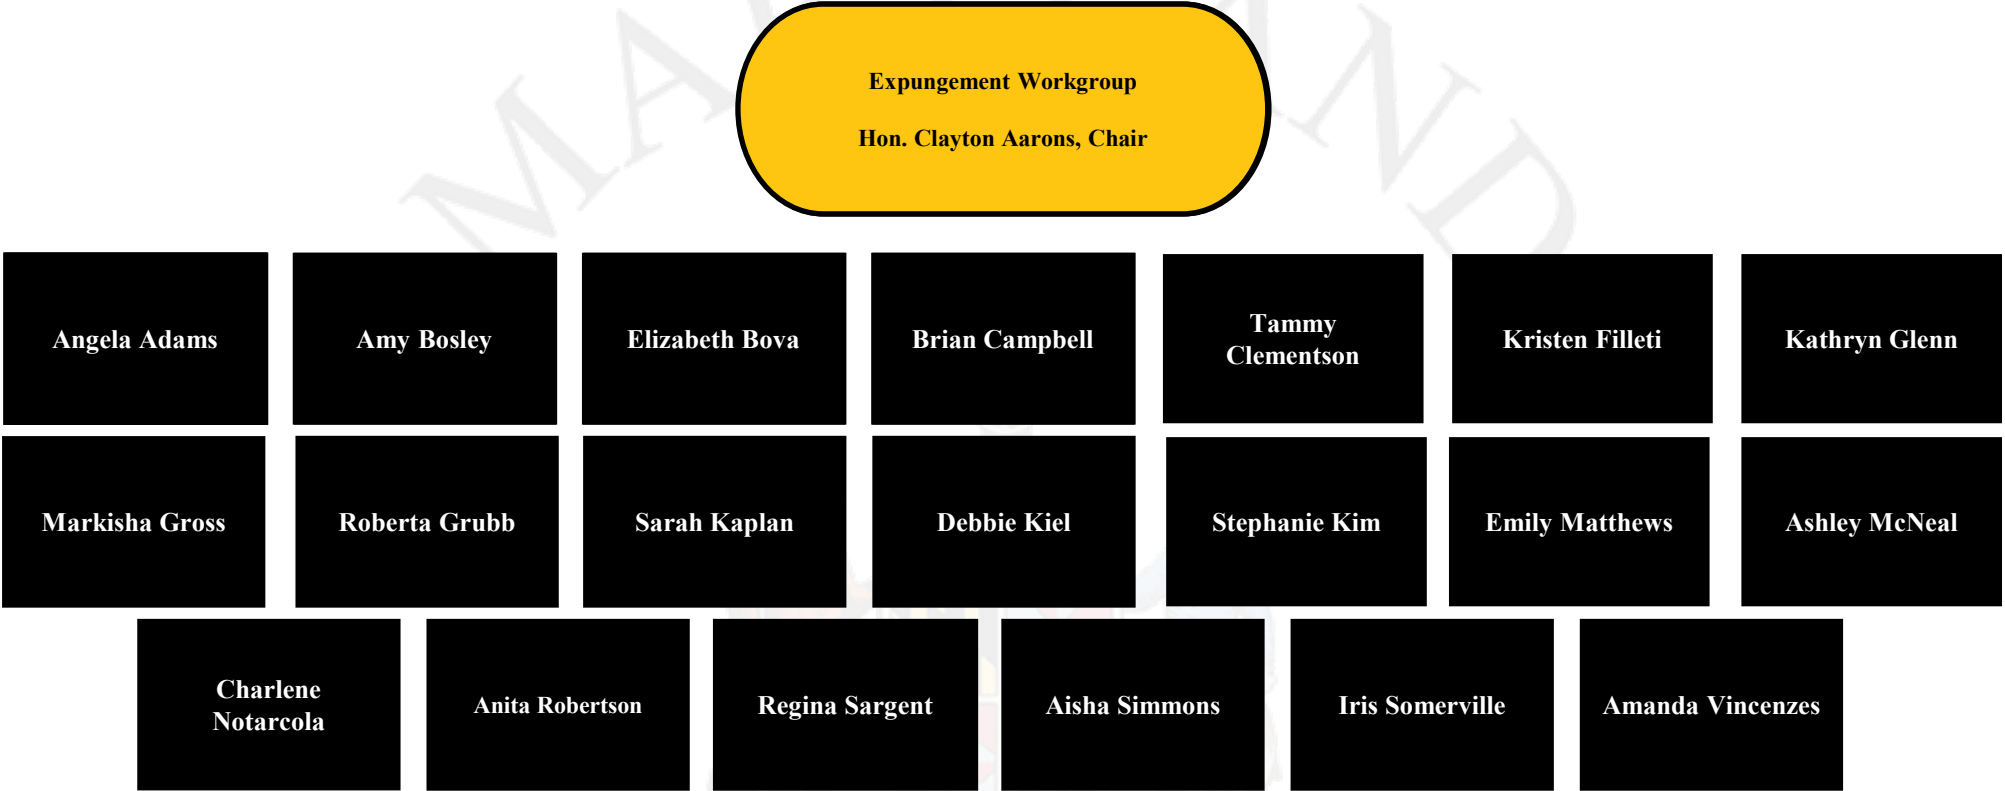 Expungement Workgroup
Hon. Clayton Aarons, Chair
Angela Adams
Amy Bosley
Elizabeth Bova
Brian Campbell
Tammy
Clementson
Kristen Filleti
Kathryn Glenn
Markisha Gross
Roberta Grubb
Sarah Kaplan
Debbie Kiel
Stephanie Kim
Emily Matthews
Ashley McNeal
Charlene
Notarcola
Anita Robertson
Regina Sargent
Aisha Simmons
Iris Somerville
Amanda Vincenzes